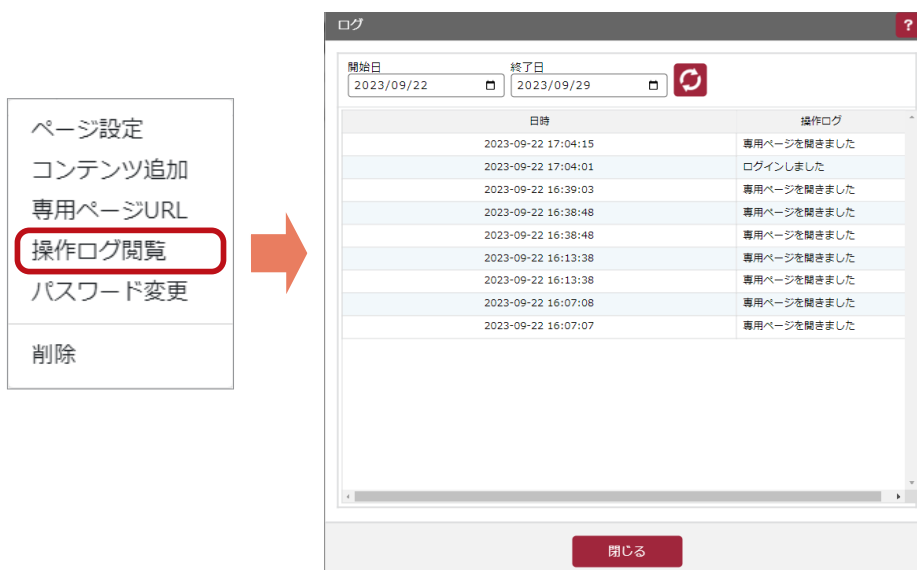 ページ設定
コンテンツ追加
専用ページURL
操作ログ閲覧
パスワード変更
削除
ログ
?
開始日 終了日
2023/09/22 2023/09/29
日時 操作ログ
2023-09-22 17:04:15 専用ページを開きました
2023-09-22 17:04:01 ログインしました
2023-09-22 16:39:03 専用ページを開きました
2023-09-22 16:38:48 専用ページを開きました
2023-09-22 16:38:48 専用ページを開きました
2023-09-22 16:13:38 専用ページを開きました
2023-09-22 16:13:38 専用ページを開きました
2023-09-22 16:07:08 専用ページを開きました
2023-09-22 16:07:07 専用ページを開きました
閉じる